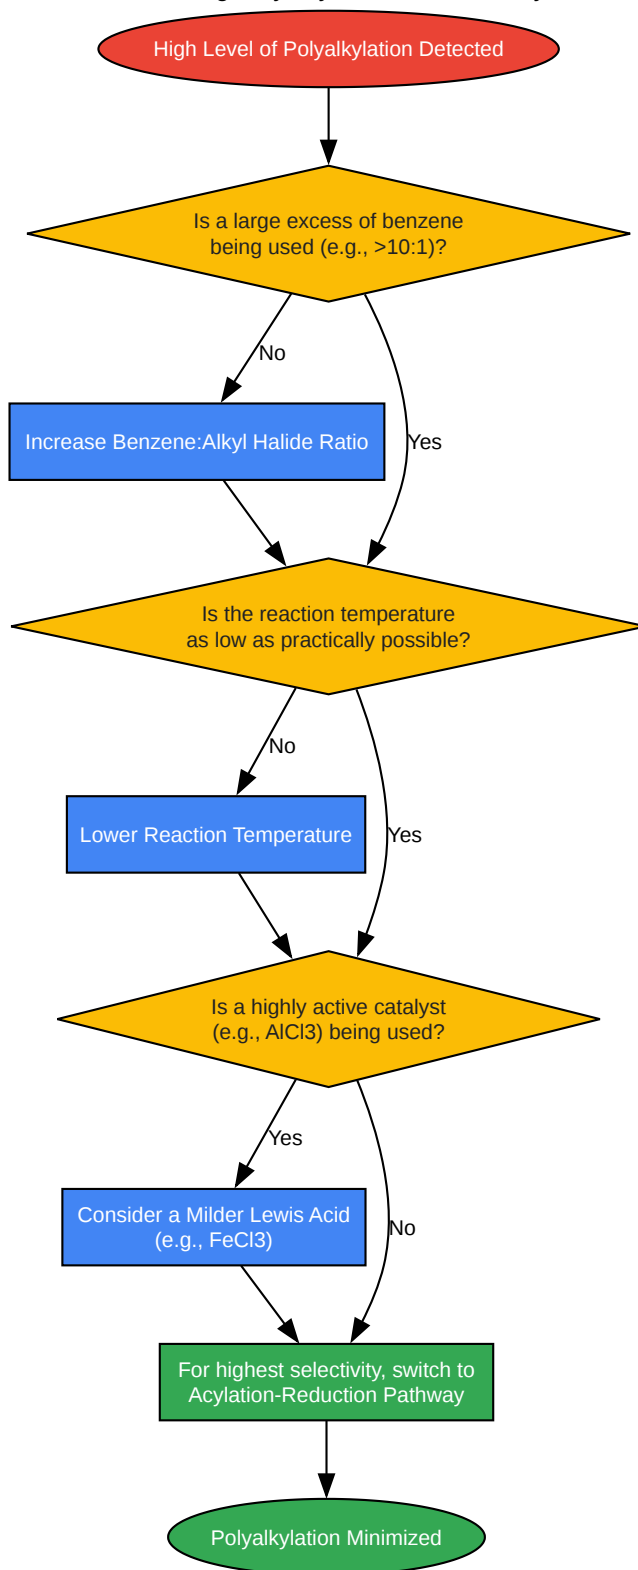 High Level of Polyalkylation Detected
Is a large excess of benzene
being used (e.g., >10:1)?
No
Increase Benzene:Alkyl Halide Ratio
Yes
Is the reaction temperature
as low as practically possible?
No
Lower Reaction Temperature
Yes
Is a highly active catalyst
(e.g., AlCl3) being used?
Yes
Consider a Milder Lewis Acid
(e.g., FeCl3)
No
For highest selectivity, switch to
Acylation-Reduction Pathway
Polyalkylation Minimized